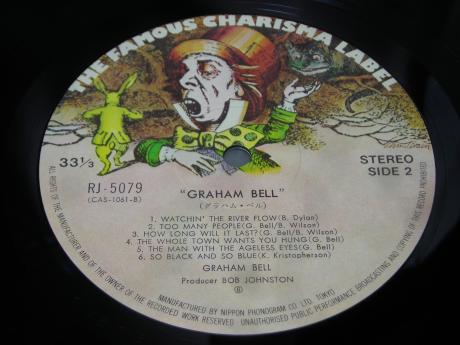 THE FAMOUS CHARISMA LABEL
33⅓
STEREO
SIDE 2
RJ-5079
(CAS-1061-B)
"GRAHAM BELL"
(グラハム・ベル)
1. WATCHIN' THE RIVER FLOW(B. Dylon)
2. TOO MANY PEOPLE(G. Bell/B. Wilson)
3. HOW LONG WILL IT LAST?(G. Bell/B. Wilson)
4. THE WHOLE TOWN WANTS YOU HUNG(G. Bell)
5. THE MAN WITH THE AGELESS EYES(G. Bell)
6. SO BLACK AND SO BLUE(K. Kristopherson)
GRAHAM BELL
Producer BOB JOHNSTON
Ⓟ
MANUFACTURED BY NIPPON PHONOGRAM CO. LTD. TOKYO.
ALL RIGHTS OF THE MANUFACTURER AND OF THE OWNER OF THE RECORDED WORK RESERVED. UNAUTHORISED PUBLIC PERFORMANCE BROADCASTING AND COPYING OF THIS RECORD PROHIBITED.